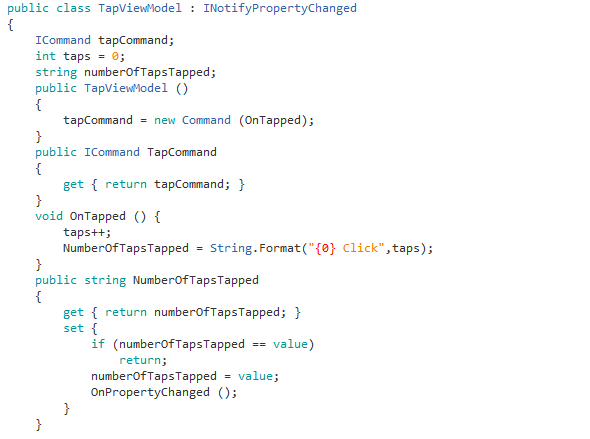 public class TapViewModel : INotifyPropertyChanged
{
    ICommand tapCommand;
    int taps = 0;
    string numberOfTapsTapped;
    public TapViewModel ()
    {
        tapCommand = new Command (OnTapped);
    }
    public ICommand TapCommand
    {
        get { return tapCommand; }
    }
    void OnTapped () {
        taps++;
        NumberOfTapsTapped = String.Format("{0} Click",taps);
    }
    public string NumberOfTapsTapped
    {
        get { return numberOfTapsTapped; }
        set {
            if (numberOfTapsTapped == value)
                return;
            numberOfTapsTapped = value;
            OnPropertyChanged ();
        }
    }